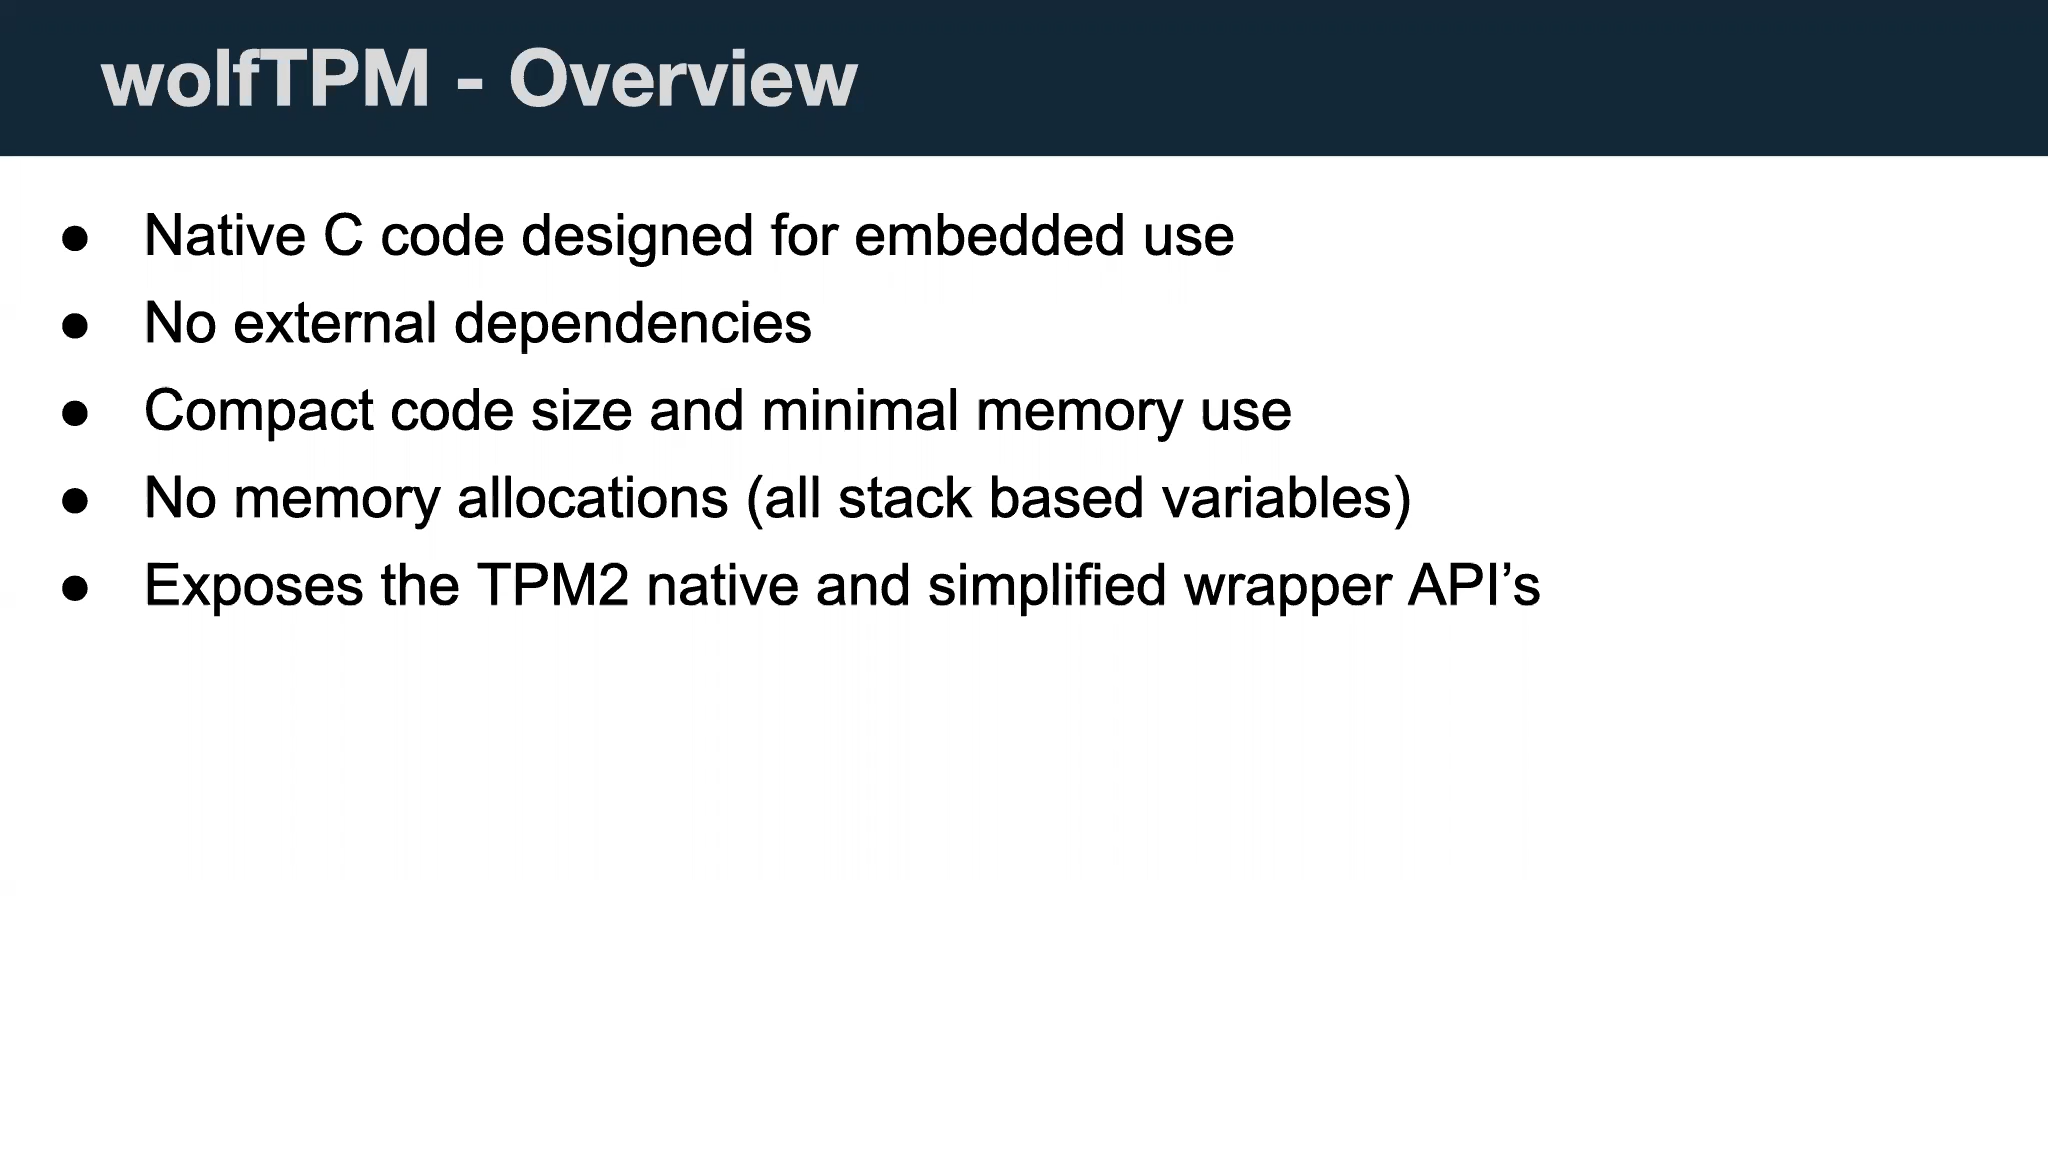 wolfTPM - Overview
● Native C code designed for embedded use
● No external dependencies
● Compact code size and minimal memory use
● No memory allocations (all stack based variables)
● Exposes the TPM2 native and simplified wrapper API’s